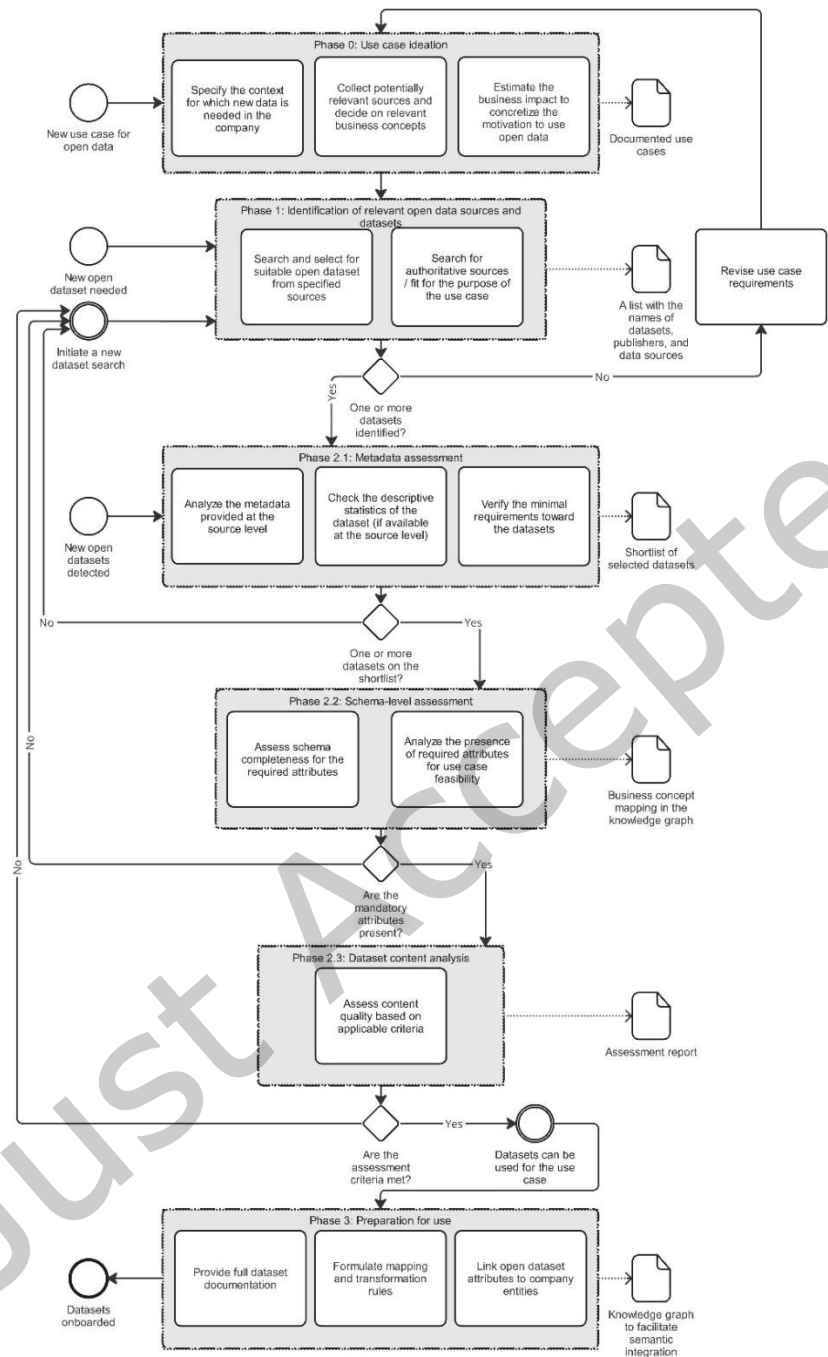 Phase 0: Use case ideation
Specify the context
for which new data is
needed in the
company
Collect potentially
relevant sources and
decide on relevant
business concepts
Estimate the
business impact to
concretize the
motivation to use
open data
New use case for
open data
Documented use
cases
Phase 1: Identification of relevant open data sources and
datasets
Search and select for
suitable open dataset
from specified
sources
Search for
authoritative sources
/ fit for the purpose of
the use case
New open
dataset needed
Initiate a new
dataset search
A list with the
names of
datasets,
publishers, and
data sources
Revise use case
requirements
Yes
No
One or more
datasets
identified?
Phase 2.1: Metadata assessment
Analyze the metadata
provided at the
source level
Check the descriptive
statistics of the
dataset (if available
at the source level)
Verify the minimal
requirements toward
the datasets
New open
datasets
detected
Shortlist of
selected datasets
No
Yes
One or more
datasets on the
shortlist?
Phase 2.2: Schema-level assessment
Assess schema
completeness for the
required attributes
Analyze the presence
of required attributes
for use case
feasibility
Business concept
mapping in the
knowledge graph
No
Yes
Are the
mandatory
attributes
present?
No
Phase 2.3: Dataset content analysis
Assess content
quality based on
applicable criteria
Assessment report
Yes
Are the
assessment
criteria met?
Datasets can be
used for the use
case
Phase 3: Preparation for use
Provide full dataset
documentation
Formulate mapping
and transformation
rules
Link open dataset
attributes to company
entities
Datasets
onboarded
Knowledge graph
to facilitate
semantic
integration
Just Accepte